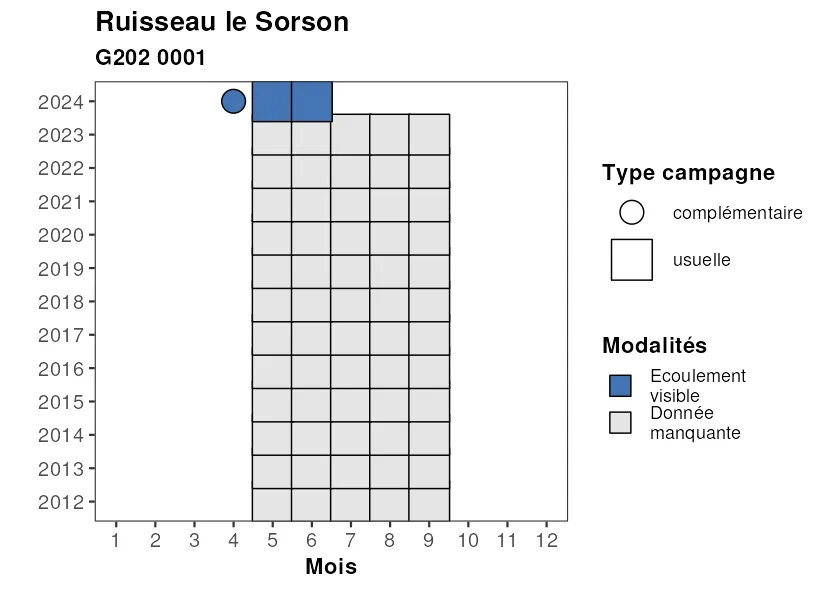 Ruisseau le Sorson
G202 0001
2024
2023
2022
2021
2020
2019
2018
2017
2016
2015
2014
2013
2012
1 2 3 4 5 6 7 8 9 10 11 12
Mois
Type campagne
complémentaire
usuelle
Modalités
Ecoulement
visible
Donnée
manquante